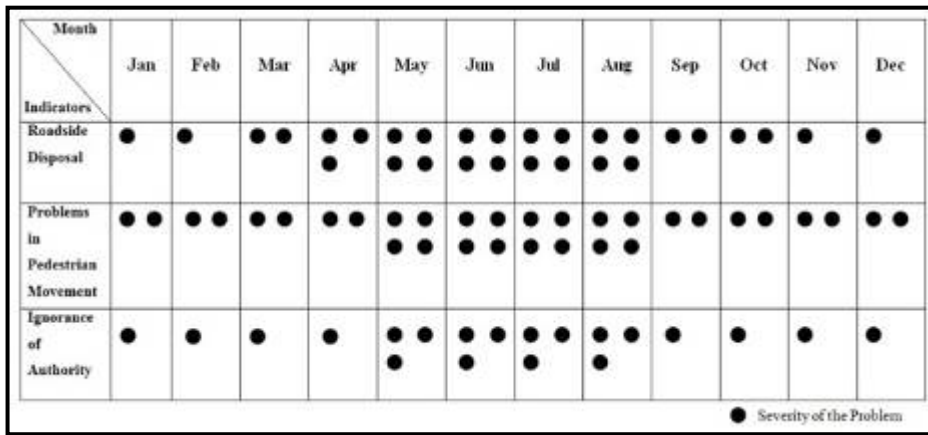 Month
Indicators
Jan Feb Mar Apr May Jun Jul Aug Sep Oct Nov Dec
Roadside
Disposal
Problems
in
Pedestrian
Movement
Ignorance
of
Authority
Severity of the Problem